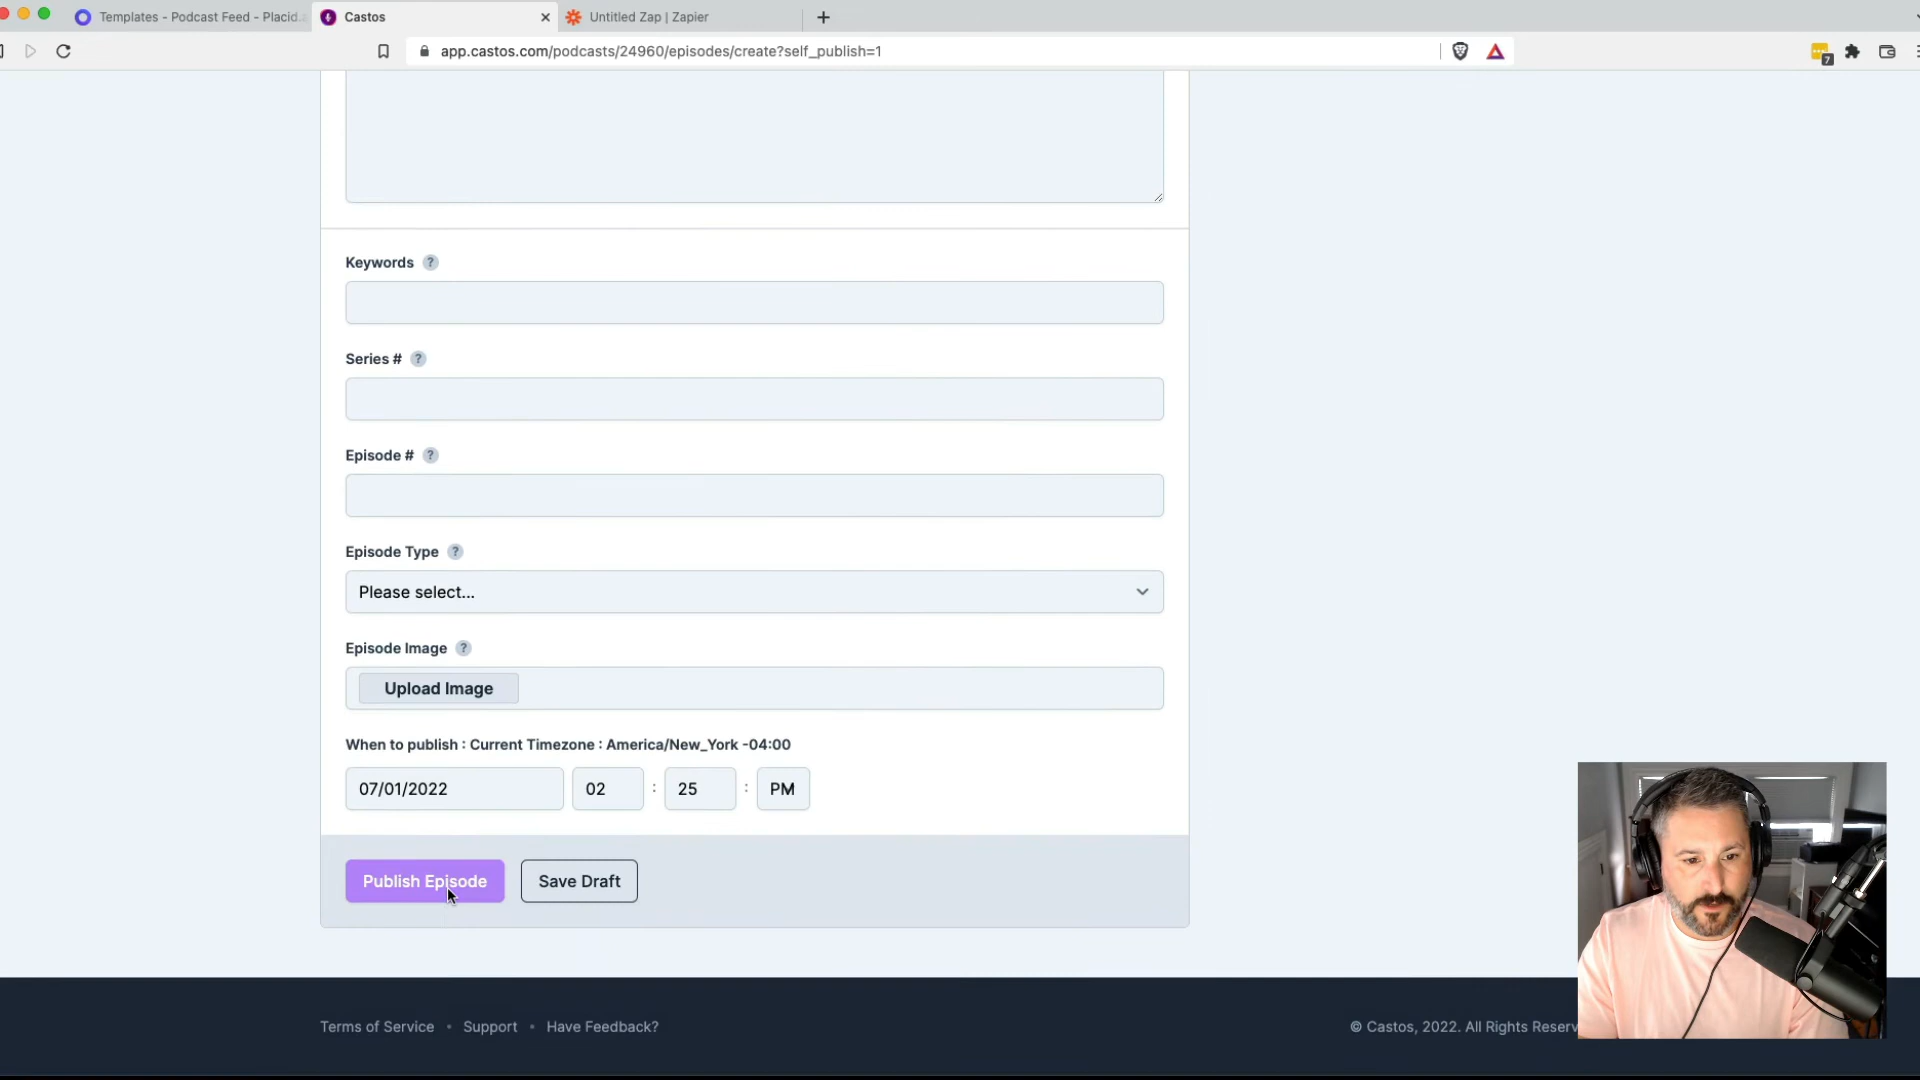 Templates - Podcast Feed - Placid.
Castos
Untitled Zap | Zapier
app.castos.com/podcasts/24960/episodes/create?self_publish=1
7
Keywords ?
Series # ?
Episode # ?
Episode Type ?
Please select...
Episode Image ?
Upload Image
When to publish : Current Timezone : America/New_York -04:00
07/01/2022 02 : 25 : PM
Publish Episode Save Draft
Terms of Service • Support • Have Feedback?
© Castos, 2022. All Rights Reserv